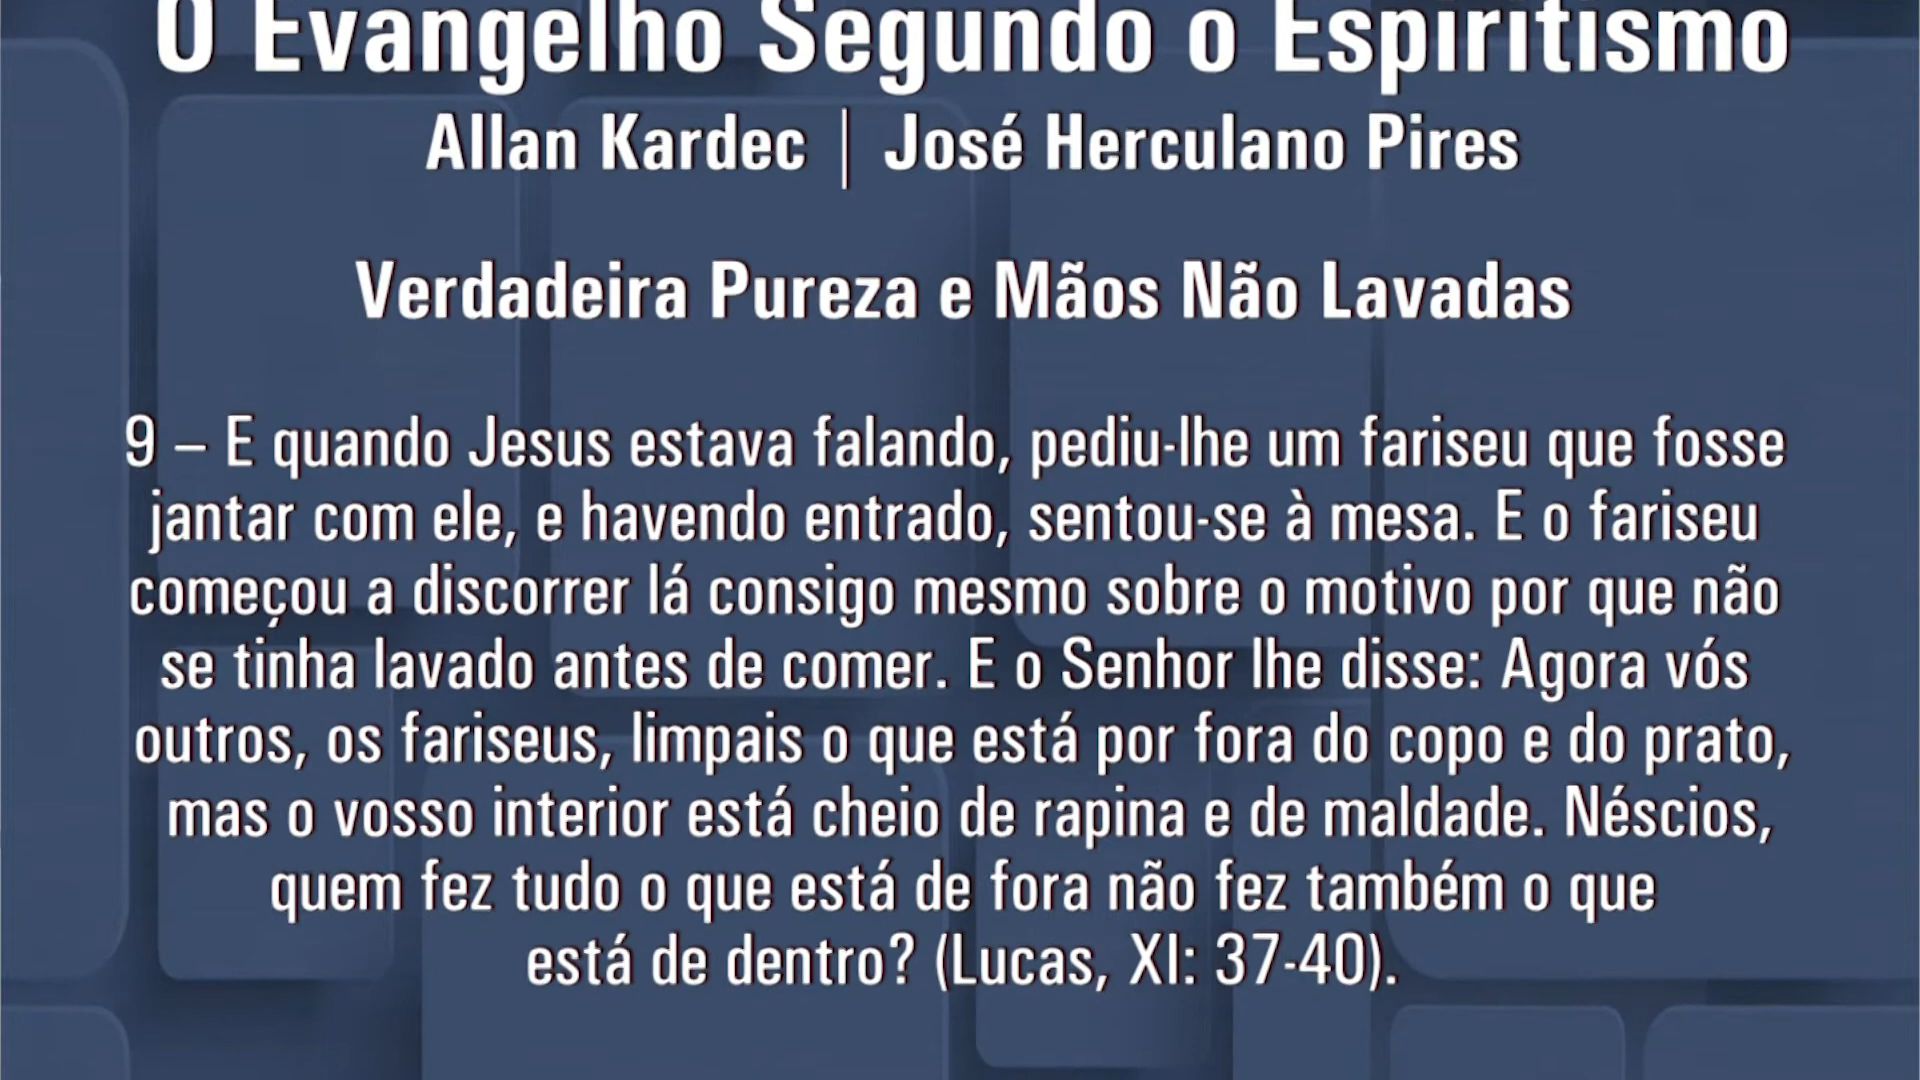 O Evangelho Segundo o Espiritismo
Allan Kardec | José Herculano Pires
Verdadeira Pureza e Mãos Não Lavadas
9 – E quando Jesus estava falando, pediu-lhe um fariseu que fosse
jantar com ele, e havendo entrado, sentou-se à mesa. E o fariseu
começou a discorrer lá consigo mesmo sobre o motivo por que não
se tinha lavado antes de comer. E o Senhor lhe disse: Agora vós
outros, os fariseus, limpais o que está por fora do copo e do prato,
mas o vosso interior está cheio de rapina e de maldade. Néscios,
quem fez tudo o que está de fora não fez também o que
está de dentro? (Lucas, XI: 37-40).